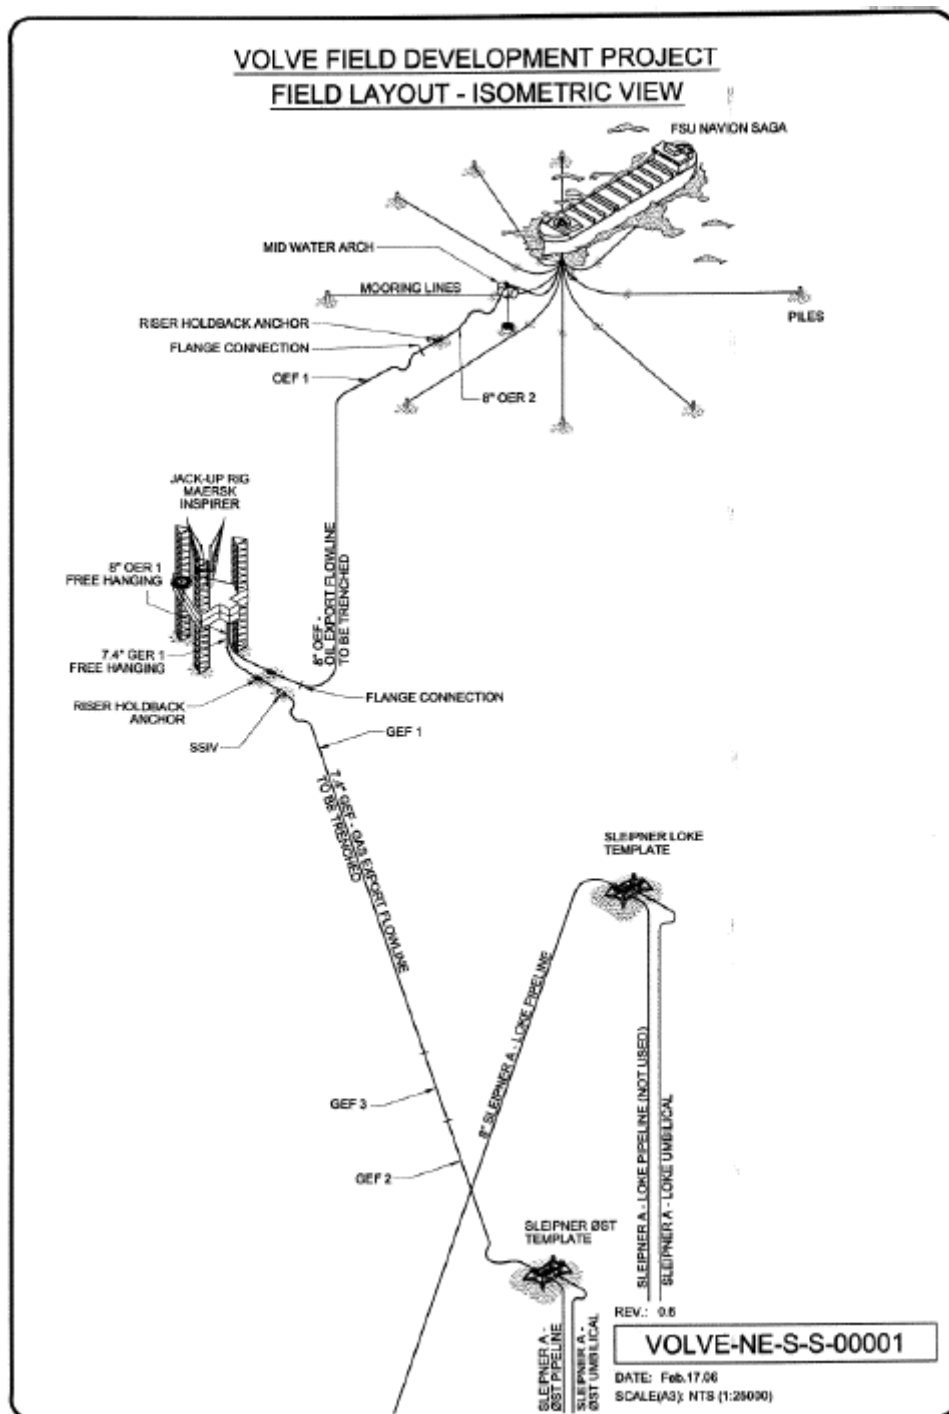 VOLVE FIELD DEVELOPMENT PROJECT
FIELD LAYOUT - ISOMETRIC VIEW
FSU NAVION SAGA
MID WATER ARCH
MOORING LINES
PILES
RISER HOLDBACK ANCHOR
FLANGE CONNECTION
OEF 1
8" OER 2
JACK-UP RIG
MAERSK
INSPIRER
8" OER 1
FREE HANGING
8" OEF -
OIL EXPORT FLOWLINE
TO BE TRENCHED
7.4" GER 1
FREE HANGING
RISER HOLDBACK
ANCHOR
FLANGE CONNECTION
SSIV
GEF 1
7.4" GEF - GAS EXPORT FLOWLINE
TO BE TRENCHED
SLEIPNER LOKE
TEMPLATE
8" SLEIPNER A - LOKE PIPELINE
SLEIPNER A - LOKE PIPELINE (NOT USED)
SLEIPNER A - LOKE UMBILICAL
GEF 3
GEF 2
SLEIPNER ØST
TEMPLATE
SLEIPNER A -
ØST PIPELINE
SLEIPNER A -
ØST UMBILICAL
REV.: 0.6
VOLVE-NE-S-S-00001
DATE: Feb.17.06
SCALE(A3): NTS (1:25000)